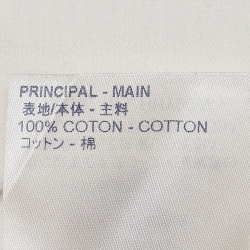 PRINCIPAL - MAIN
表地/本体 - 主料
100% COTON - COTTON
コットン - 棉